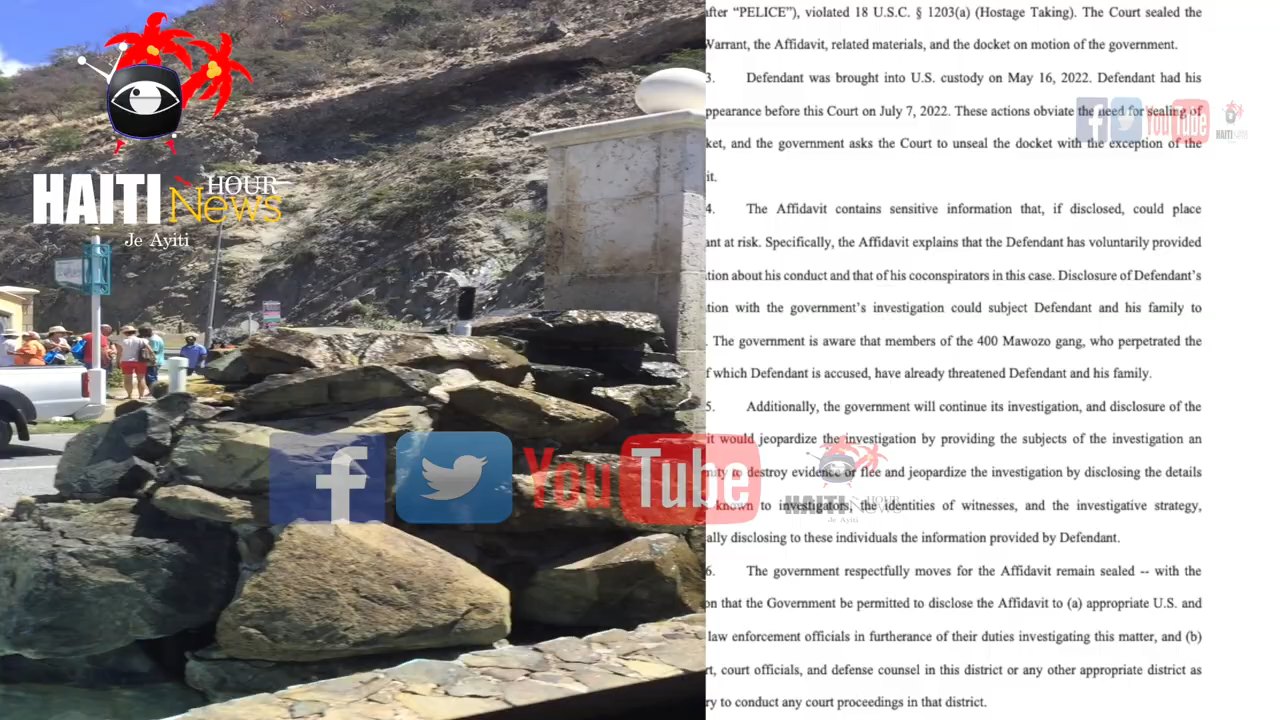 HAITI HOUR News
Je Ayiti
f
YouTube
HAITI HOUR News
Je Ayiti
f YouTube
HAITI
after “PELICE”), violated 18 U.S.C. § 1203(a) (Hostage Taking). The Court sealed the
Warrant, the Affidavit, related materials, and the docket on motion of the government.
3. Defendant was brought into U.S. custody on May 16, 2022. Defendant had his
ppearance before this Court on July 7, 2022. These actions obviate the need for sealing of
ket, and the government asks the Court to unseal the docket with the exception of the
it.
4. The Affidavit contains sensitive information that, if disclosed, could place
ant at risk. Specifically, the Affidavit explains that the Defendant has voluntarily provided
tion about his conduct and that of his coconspirators in this case. Disclosure of Defendant’s
tion with the government’s investigation could subject Defendant and his family to
. The government is aware that members of the 400 Mawozo gang, who perpetrated the
f which Defendant is accused, have already threatened Defendant and his family.
5. Additionally, the government will continue its investigation, and disclosure of the
it would jeopardize the investigation by providing the subjects of the investigation an
nity to destroy evidence or flee and jeopardize the investigation by disclosing the details
known to investigators, the identities of witnesses, and the investigative strategy,
ally disclosing to these individuals the information provided by Defendant.
6. The government respectfully moves for the Affidavit remain sealed -- with the
on that the Government be permitted to disclose the Affidavit to (a) appropriate U.S. and
law enforcement officials in furtherance of their duties investigating this matter, and (b)
rt, court officials, and defense counsel in this district or any other appropriate district as
ry to conduct any court proceedings in that district.